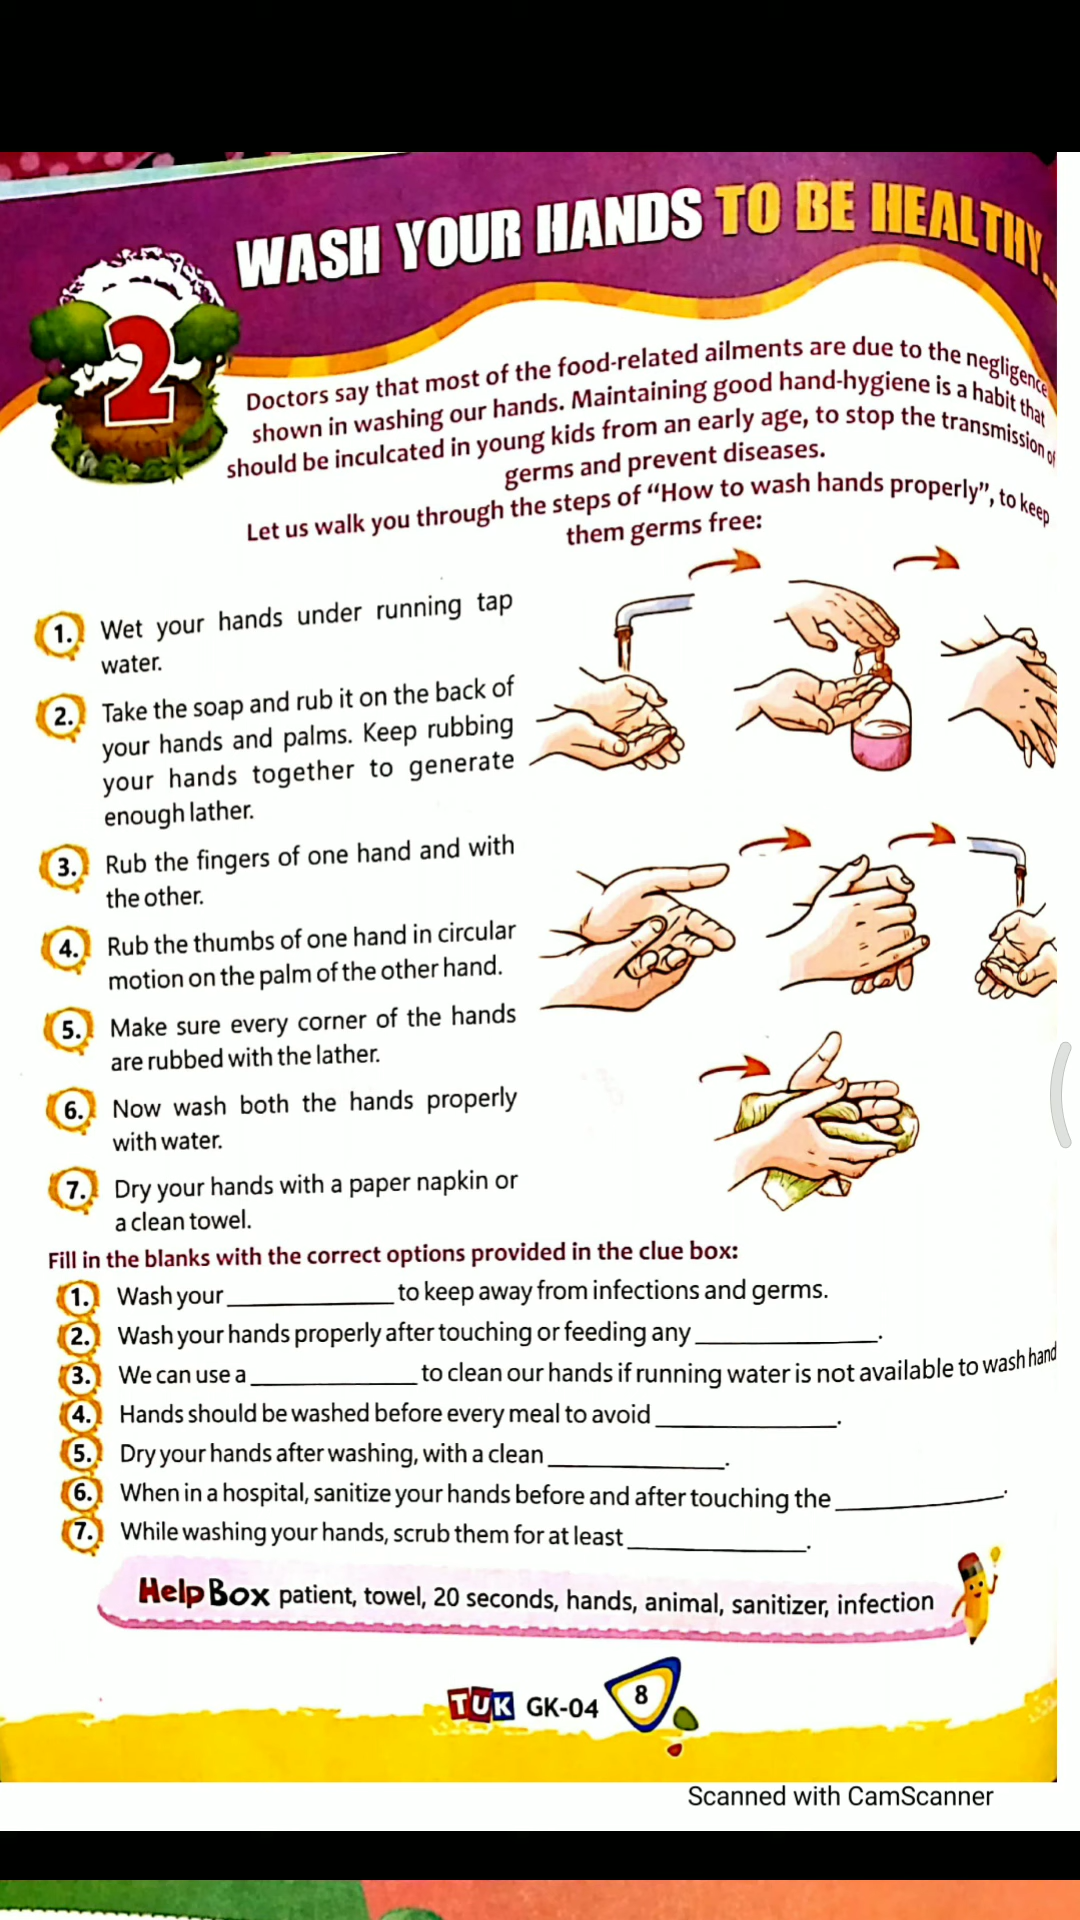 2
WASH YOUR HANDS TO BE HEALTHY...
Doctors say that most of the food-related ailments are due to the negligence
shown in washing our hands. Maintaining good hand-hygiene is a habit that
should be inculcated in young kids from an early age, to stop the transmission of
germs and prevent diseases.
Let us walk you through the steps of “How to wash hands properly”, to keep
them germs free:
1. Wet your hands under running tap
water.
2. Take the soap and rub it on the back of
your hands and palms. Keep rubbing
your hands together to generate
enough lather.
3. Rub the fingers of one hand and with
the other.
4. Rub the thumbs of one hand in circular
motion on the palm of the other hand.
5. Make sure every corner of the hands
are rubbed with the lather.
6. Now wash both the hands properly
with water.
7. Dry your hands with a paper napkin or
a clean towel.
Fill in the blanks with the correct options provided in the clue box:
1. Wash your ____________ to keep away from infections and germs.
2. Wash your hands properly after touching or feeding any ____________.
3. We can use a ____________ to clean our hands if running water is not available to wash hand
4. Hands should be washed before every meal to avoid ____________.
5. Dry your hands after washing, with a clean ____________.
6. When in a hospital, sanitize your hands before and after touching the ____________.
7. While washing your hands, scrub them for at least ____________.
Help Box patient, towel, 20 seconds, hands, animal, sanitizer, infection
TUK GK-04 8
Scanned with CamScanner